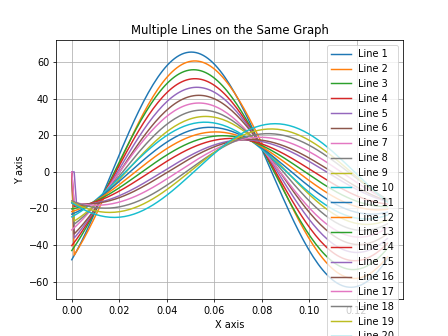 Multiple Lines on the Same Graph
Y axis
60
40
20
0
−20
−40
−60
0.00
0.02
0.04
0.06
0.08
0.10
X axis
Line 1
Line 2
Line 3
Line 4
Line 5
Line 6
Line 7
Line 8
Line 9
Line 10
Line 11
Line 12
Line 13
Line 14
Line 15
Line 16
Line 17
Line 18
Line 19